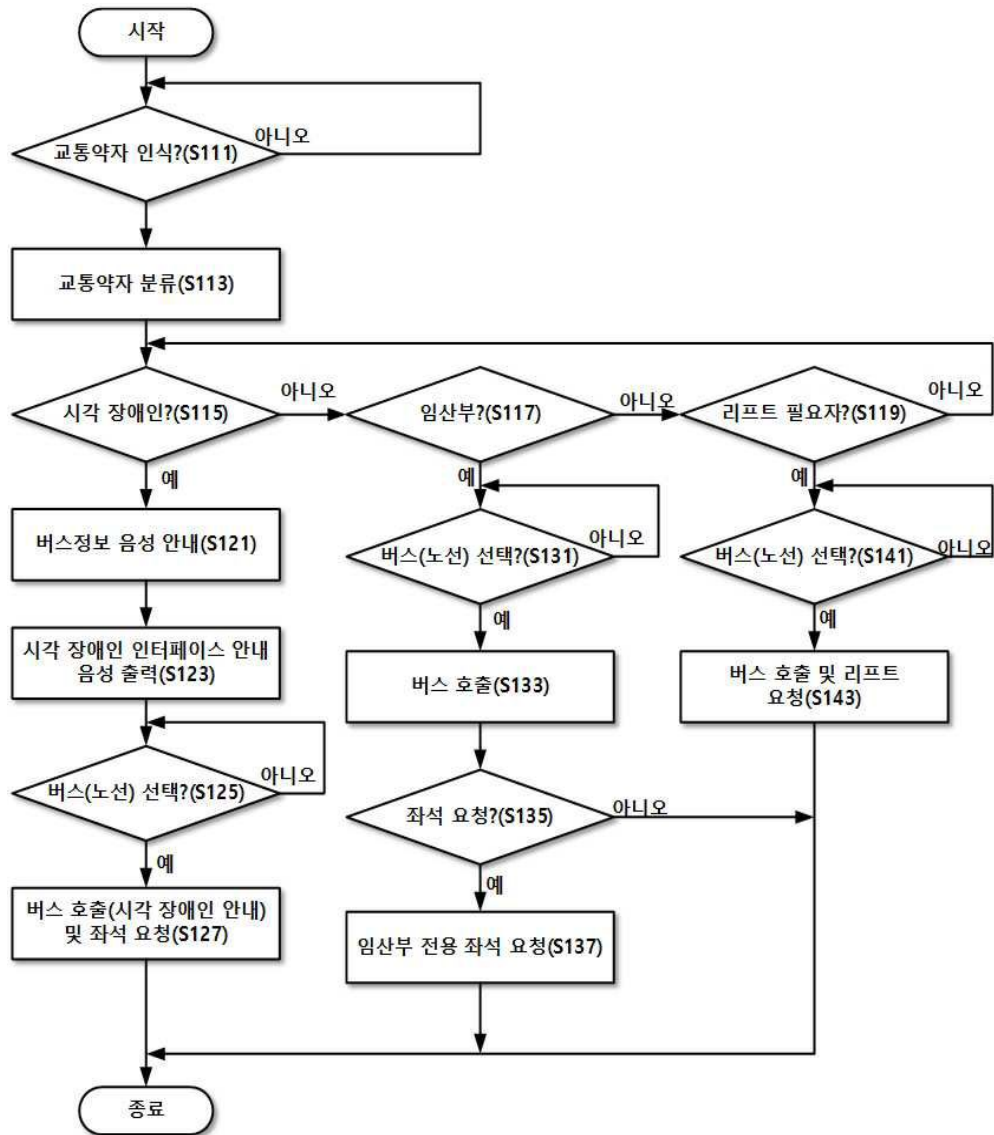 시작
아니오
교통약자 인식?(S111)
교통약자 분류(S113)
아니오
아니오
아니오
시각 장애인?(S115)
임산부?(S117)
리프트 필요자?(S119)
예
예
예
버스정보 음성 안내(S121)
버스(노선) 선택?(S131)
아니오
버스(노선) 선택?(S141)
아니오
예
예
시각 장애인 인터페이스 안내
음성 출력(S123)
버스 호출(S133)
버스 호출 및 리프트
요청(S143)
버스(노선) 선택?(S125)
아니오
좌석 요청?(S135)
아니오
예
예
버스 호출(시각 장애인 안내)
및 좌석 요청(S127)
임산부 전용 좌석 요청(S137)
종료